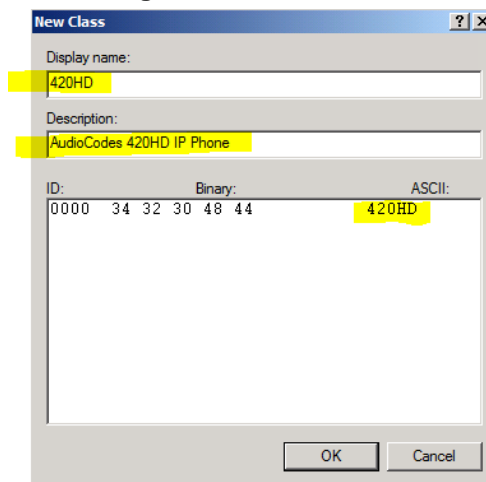 New Class
Display name:
420HD
Description:
AudioCodes 420HD IP Phone
ID: Binary: ASCII:
0000 34 32 30 48 44 420HD
OK Cancel